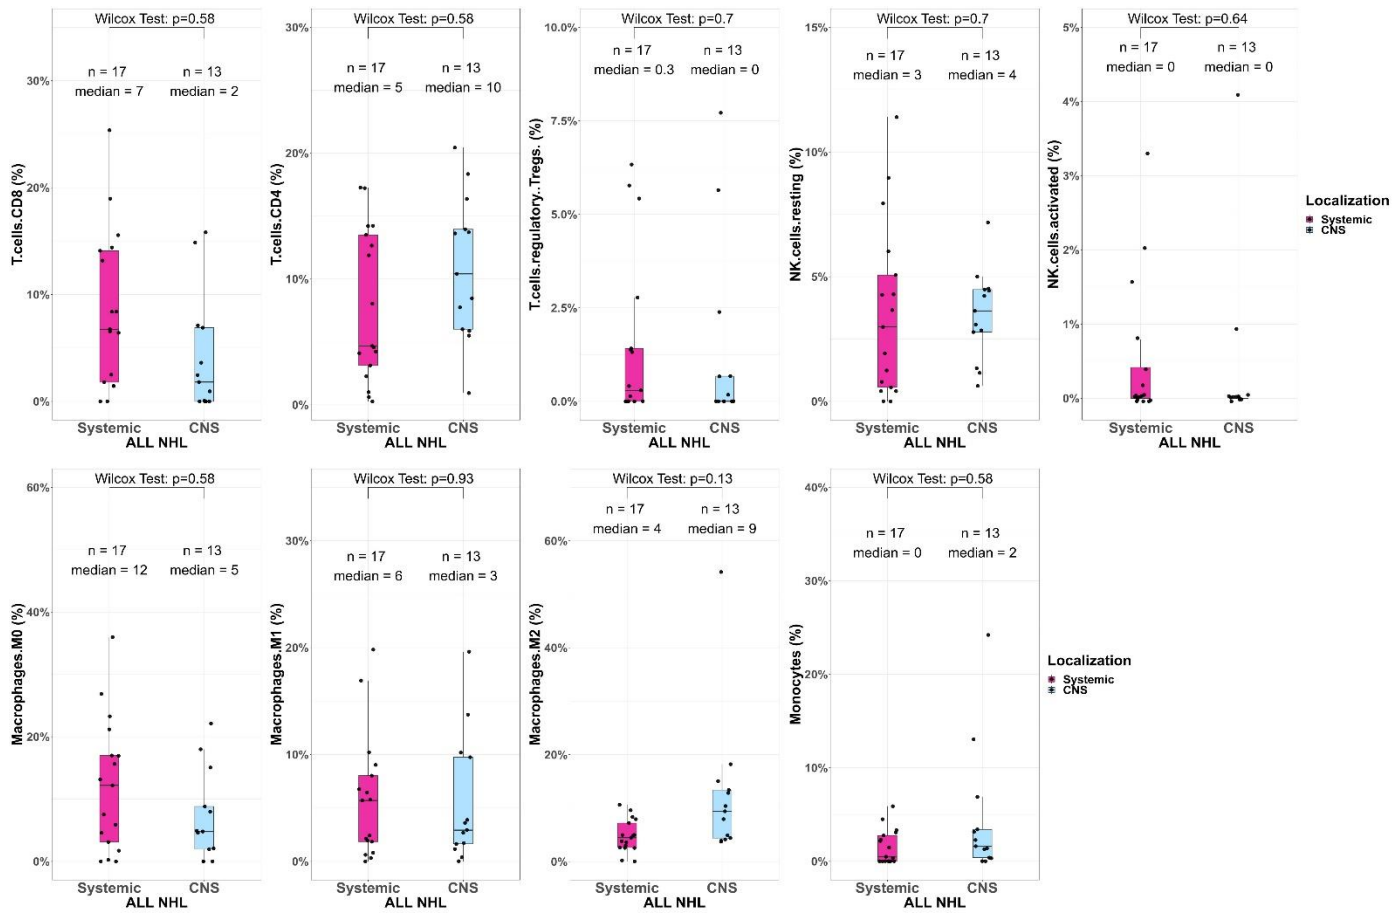 Wilcox Test: p=0.58
n = 17 n = 13
median = 7 median = 2
T.cells.CD8 (%)
30%
20%
10%
0%
Systemic CNS
ALL NHL
Wilcox Test: p=0.58
n = 17 n = 13
median = 5 median = 10
T.cells.CD4 (%)
30%
20%
10%
0%
Systemic CNS
ALL NHL
Wilcox Test: p=0.7
n = 17 n = 13
median = 0.3 median = 0
T.cells.regulatory..Tregs. (%)
10.0%
7.5%
5.0%
2.5%
0.0%
Systemic CNS
ALL NHL
Wilcox Test: p=0.7
n = 17 n = 13
median = 3 median = 4
NK.cells.resting (%)
15%
10%
5%
0%
Systemic CNS
ALL NHL
Wilcox Test: p=0.64
n = 17 n = 13
median = 0 median = 0
NK.cells.activated (%)
5%
4%
3%
2%
1%
0%
Systemic CNS
ALL NHL
Localization
Systemic
CNS
Wilcox Test: p=0.58
n = 17 n = 13
median = 12 median = 5
Macrophages.M0 (%)
60%
40%
20%
0%
Systemic CNS
ALL NHL
Wilcox Test: p=0.93
n = 17 n = 13
median = 6 median = 3
Macrophages.M1 (%)
30%
20%
10%
0%
Systemic CNS
ALL NHL
Wilcox Test: p=0.13
n = 17 n = 13
median = 4 median = 9
Macrophages.M2 (%)
60%
40%
20%
0%
Systemic CNS
ALL NHL
Wilcox Test: p=0.58
n = 17 n = 13
median = 0 median = 2
Monocytes (%)
40%
30%
20%
10%
0%
Systemic CNS
ALL NHL
Localization
Systemic
CNS